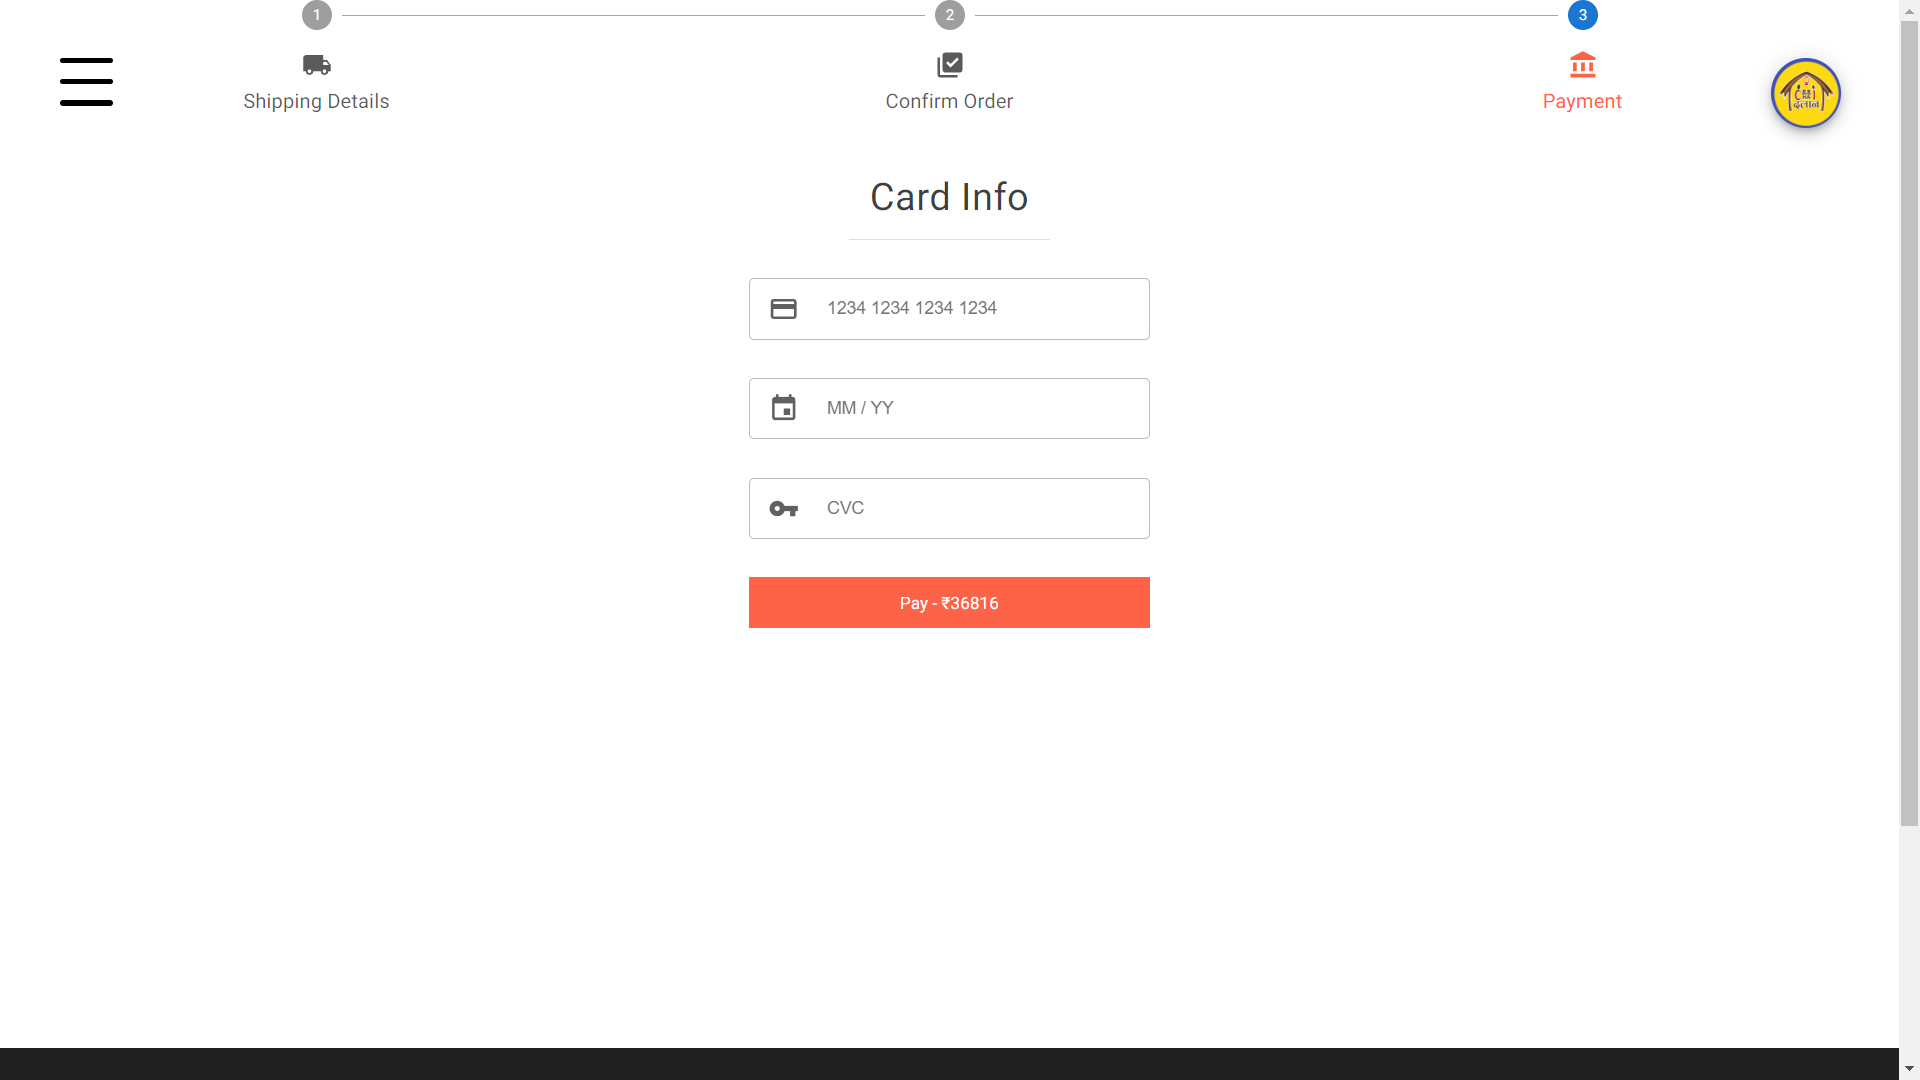 1
2
3
Shipping Details
Confirm Order
Payment
Card Info
1234 1234 1234 1234
MM / YY
CVC
Pay - ₹36816